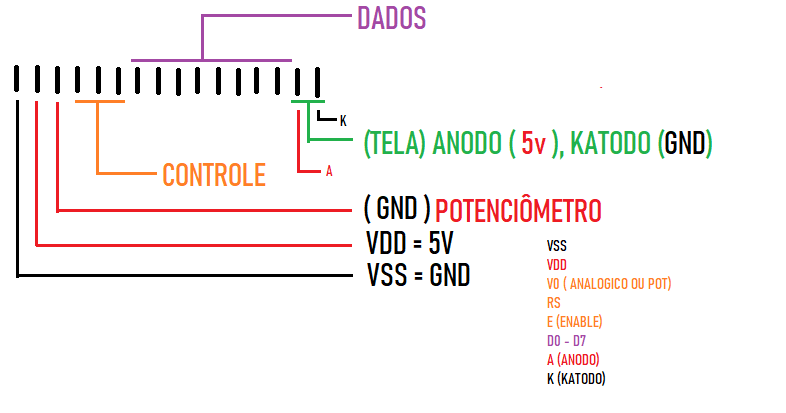 DADOS
K
(TELA) ANODO ( 5v ), KATODO (GND)
CONTROLE
A
( GND ) POTENCIÔMETRO
VDD = 5V
VSS = GND
VSS
VDD
V0 ( ANALOGICO OU POT)
RS
E (ENABLE)
D0 - D7
A (ANODO)
K (KATODO)